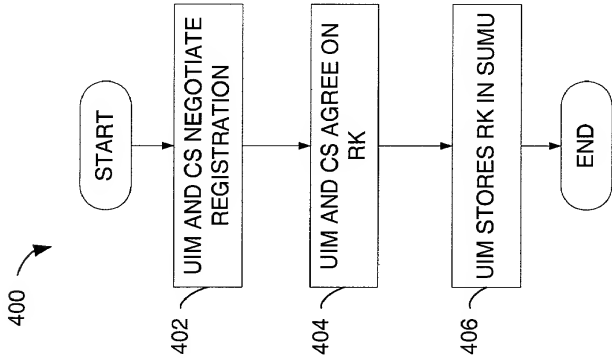 400
START
402
UIM AND CS NEGOTIATE
REGISTRATION
404
UIM AND CS AGREE ON
RK
406
UIM STORES RK IN SUMU
END